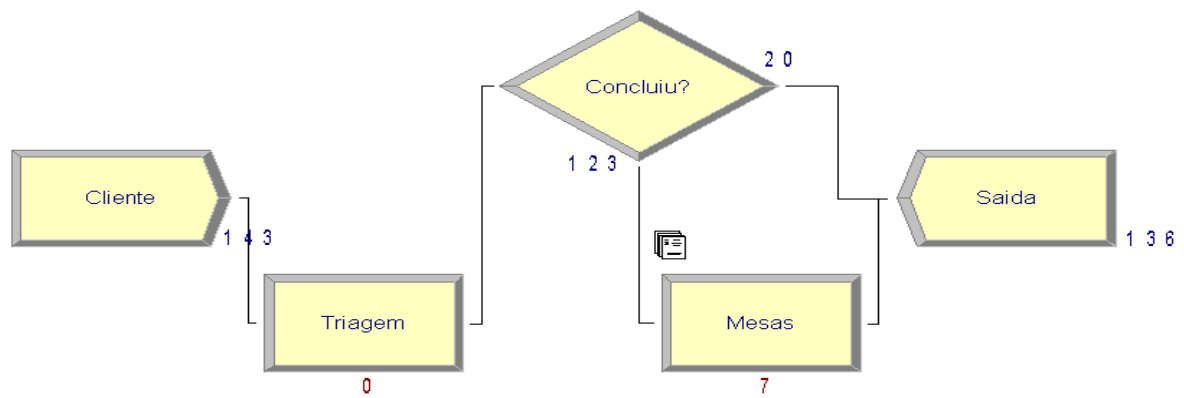 Concluiu?
2 0
1 2 3
Cliente
1 4 3
Saida
1 3 6
Triagem
0
Mesas
7